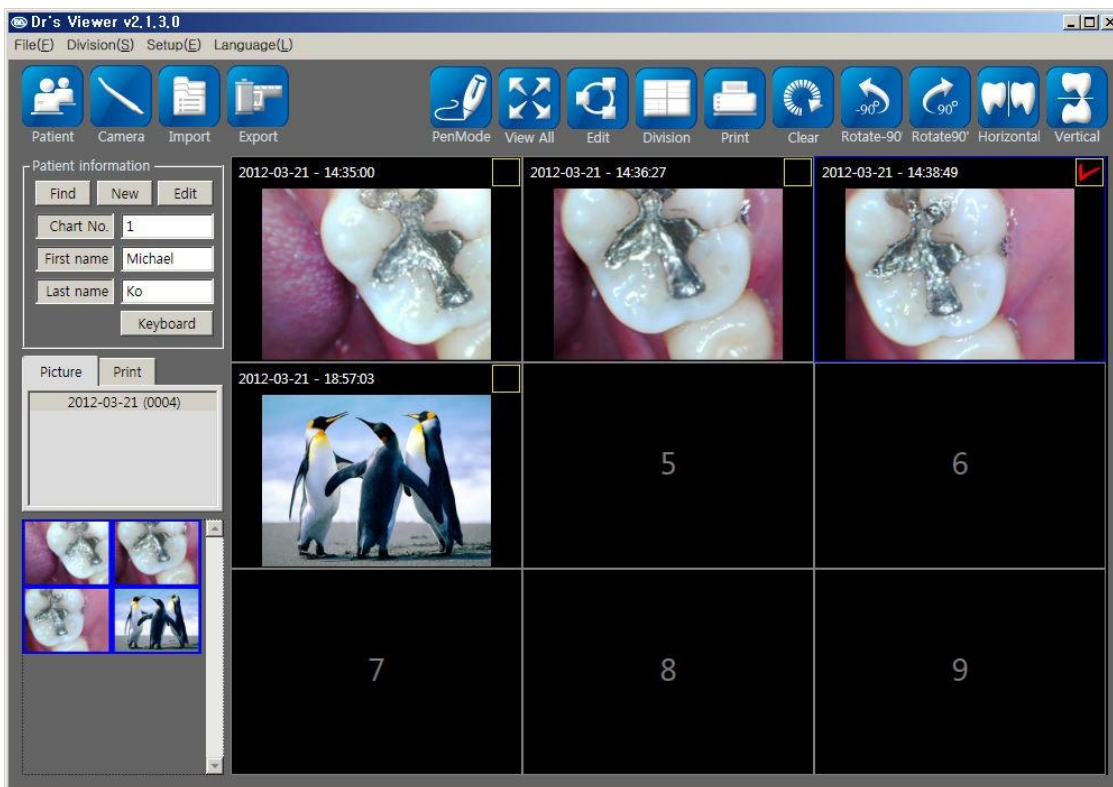 Dr's Viewer v2.1.3.0
File(F) Division(S) Setup(E) Language(L)
Patient Camera Import Export PenMode View All Edit Division Print Clear Rotate-90 Rotate90' Horizontal Vertical
-90° 90°
Patient information
Find New Edit
Chart No. 1
First name Michael
Last name Ko
Keyboard
Picture Print
2012-03-21 (0004)
2012-03-21 - 14:35:00
2012-03-21 - 14:36:27
2012-03-21 - 14:38:49
2012-03-21 - 18:57:03
5
6
7
8
9